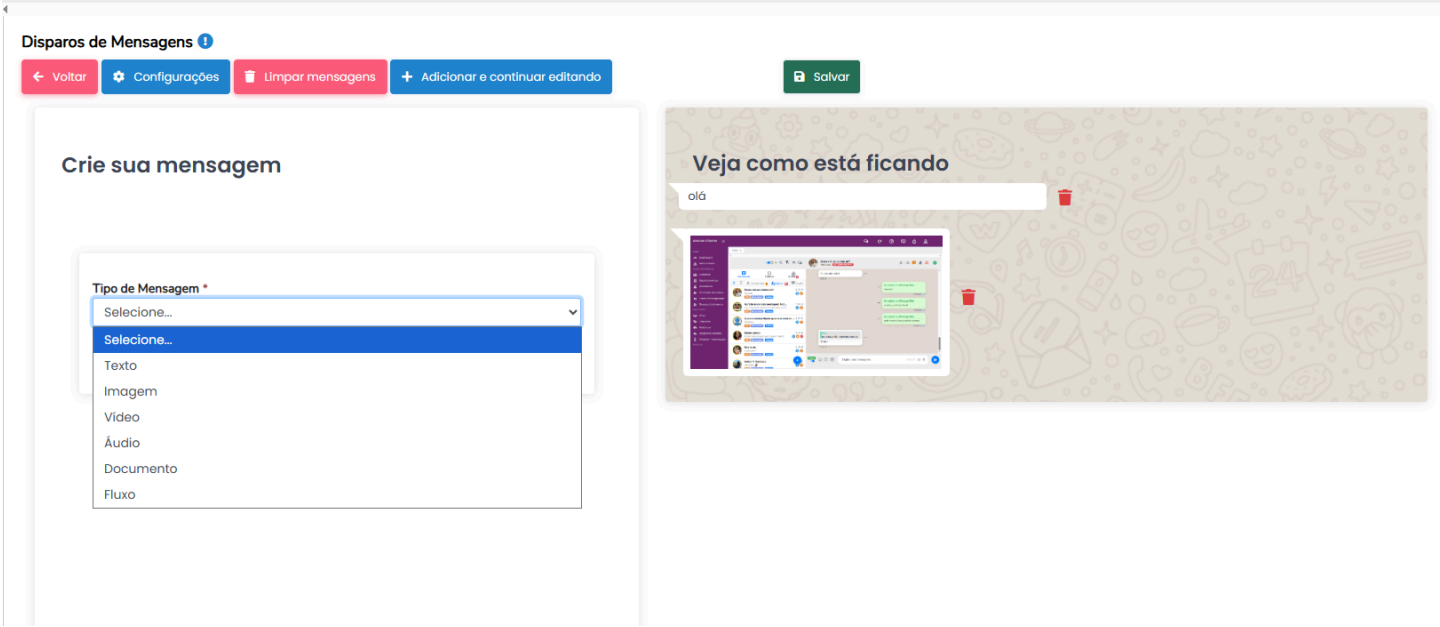 Disparos de Mensagens
Voltar
Configurações
Limpar mensagens
Adicionar e continuar editando
Salvar
Crie sua mensagem
Tipo de Mensagem *
Selecione...
Selecione...
Texto
Imagem
Vídeo
Áudio
Documento
Fluxo
Veja como está ficando
olá